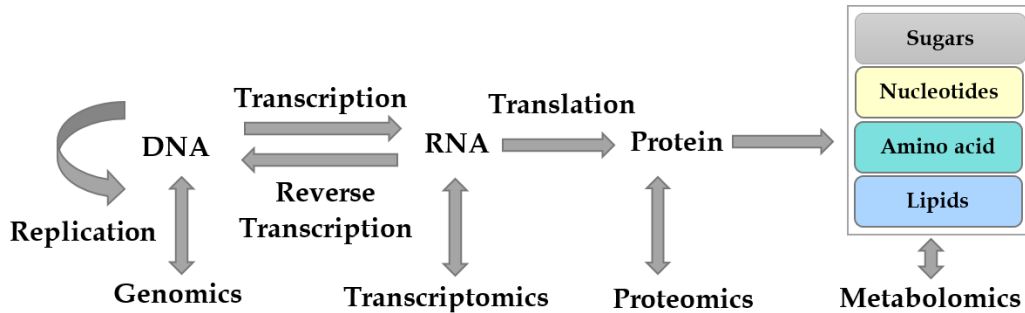 Sugars
Nucleotides
Amino acid
Lipids
Transcription
Translation
DNA
RNA
Protein
Reverse
Transcription
Replication
Genomics
Transcriptomics
Proteomics
Metabolomics